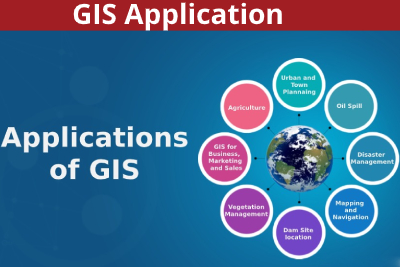 GIS Application
Applications
of GIS
Urban and
Town
Plannaing
Oil Spill
Disaster
Management
Mapping
and
Navigation
Dam Site
location
Vegetation
Management
GIS for
Business,
Marketing
and Sales
Agriculture